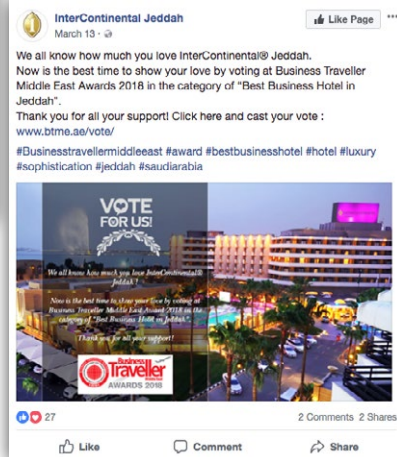 InterContinental Jeddah
Like Page
March 13
We all know how much you love InterContinental® Jeddah.
Now is the best time to show your love by voting at Business Traveller
Middle East Awards 2018 in the category of "Best Business Hotel in
Jeddah".
Thank you for all your support! Click here and cast your vote :
www.btme.ae/vote/
#Businesstravellermiddleeast #award #bestbusinesshotel #hotel #luxury
#sophistication #jeddah #saudiarabia
VOTE
FOR US!
We all know how much you love InterContinental®
Jeddah!
Now is the best time to show your love by voting at
Business Traveller Middle East Award 2018 in the
category of "Best Business Hotel in Jeddah".
Thank you for all your support!
Business
Traveller
AWARDS 2018
27
2 Comments 2 Shares
Like
Comment
Share